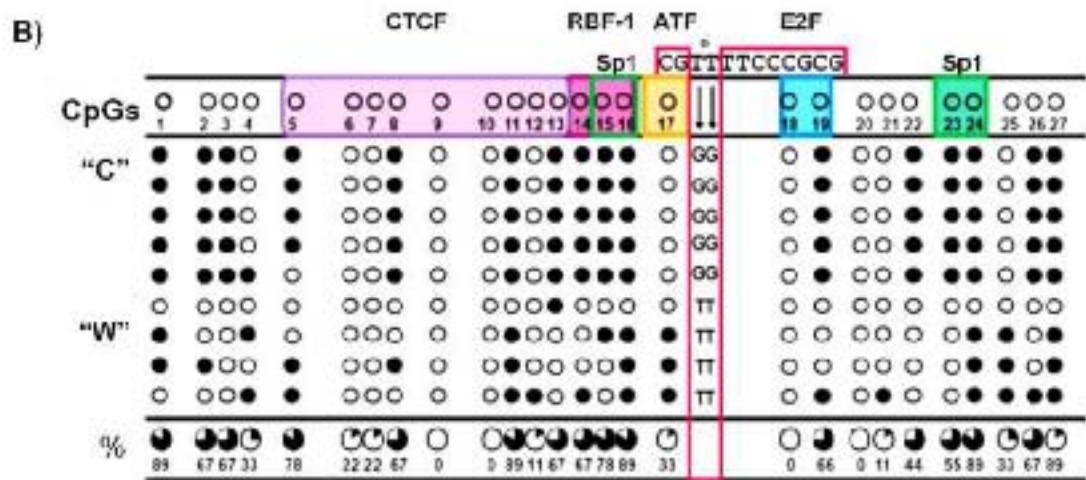 B)
CTCF RBF-1 ATF E2F
Sp1 CGTTTTCCCGCG Sp1
CpGs
1 2 3 4 5 6 7 8 9 10 11 12 13 14 15 16 17 18 19 20 21 22 23 24 25 26 27
"C" GG
GG
GG
GG
GG
TT
"W" TT
TT
TT
%
89 67 67 33 78 22 22 67 0 0 89 11 67 67 78 89 33 0 66 0 11 44 55 89 33 67 89